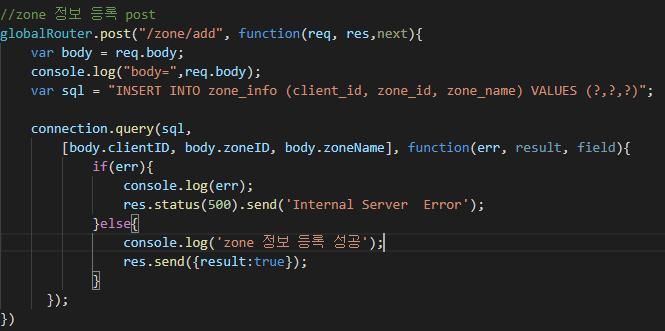 //zone 정보 등록 post
globalRouter.post("/zone/add", function(req, res,next){
    var body = req.body;
    console.log("body=",req.body);
    var sql = "INSERT INTO zone_info (client_id, zone_id, zone_name) VALUES (?,?,?)";

    connection.query(sql,
        [body.clientID, body.zoneID, body.zoneName], function(err, result, field){
            if(err){
                console.log(err);
                res.status(500).send('Internal Server  Error');
            }else{
                console.log('zone 정보 등록 성공');
                res.send({result:true});
            }
      });
})